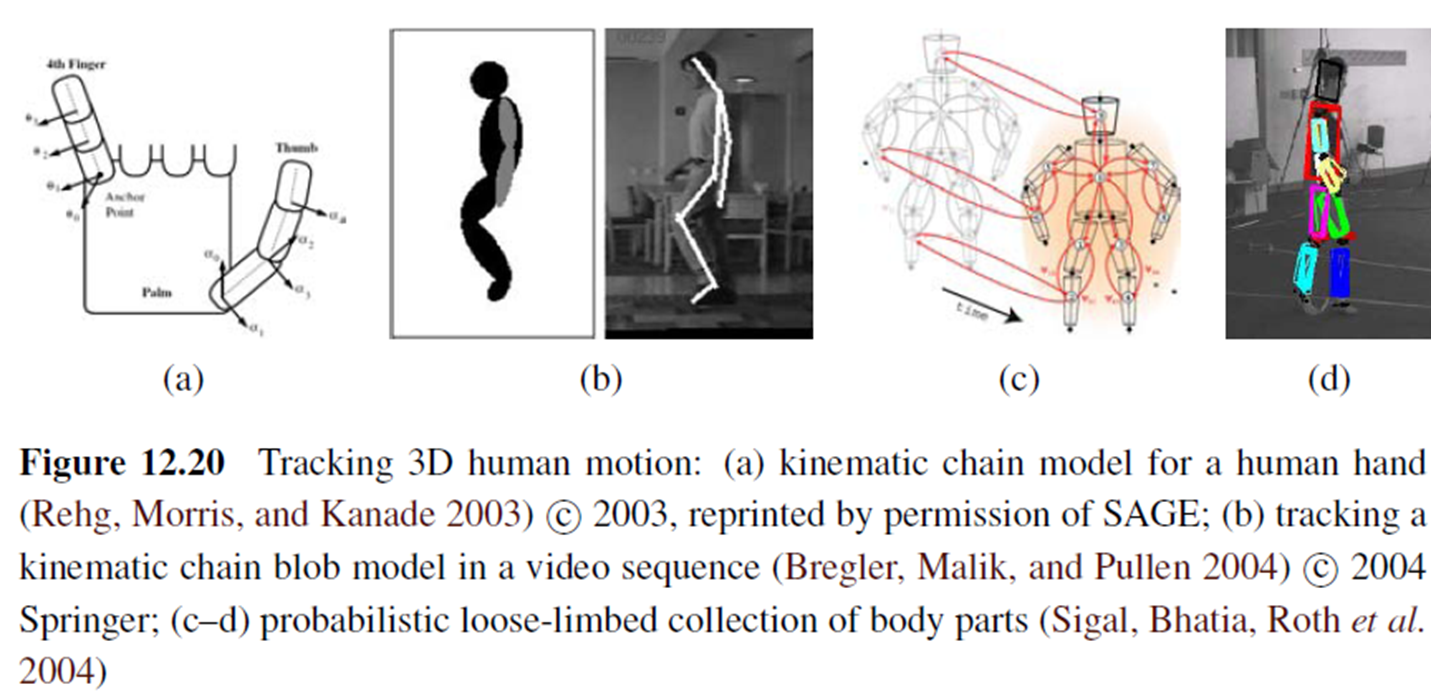 4th Finger
Thumb
Anchor
Point
Palm
00239
time
(a)
(b)
(c)
(d)
Figure 12.20 Tracking 3D human motion: (a) kinematic chain model for a human hand
(Rehg, Morris, and Kanade 2003) © 2003, reprinted by permission of SAGE; (b) tracking a
kinematic chain blob model in a video sequence (Bregler, Malik, and Pullen 2004) © 2004
Springer; (c–d) probabilistic loose-limbed collection of body parts (Sigal, Bhatia, Roth et al.
2004)